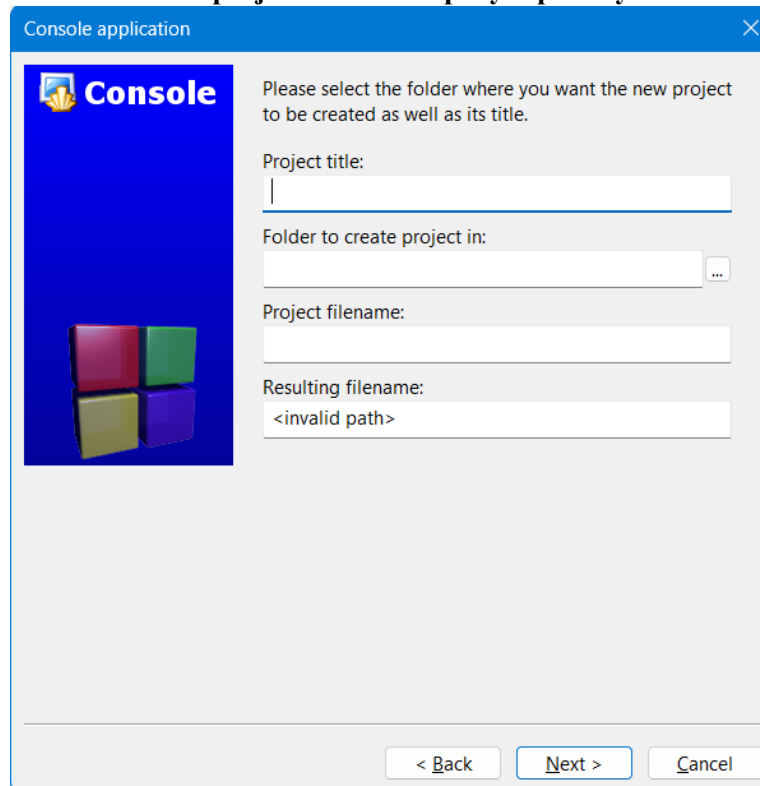 Console application
Console
Please select the folder where you want the new project
to be created as well as its title.
Project title:
Folder to create project in:
...
Project filename:
Resulting filename:
<invalid path>
< Back
Next >
Cancel